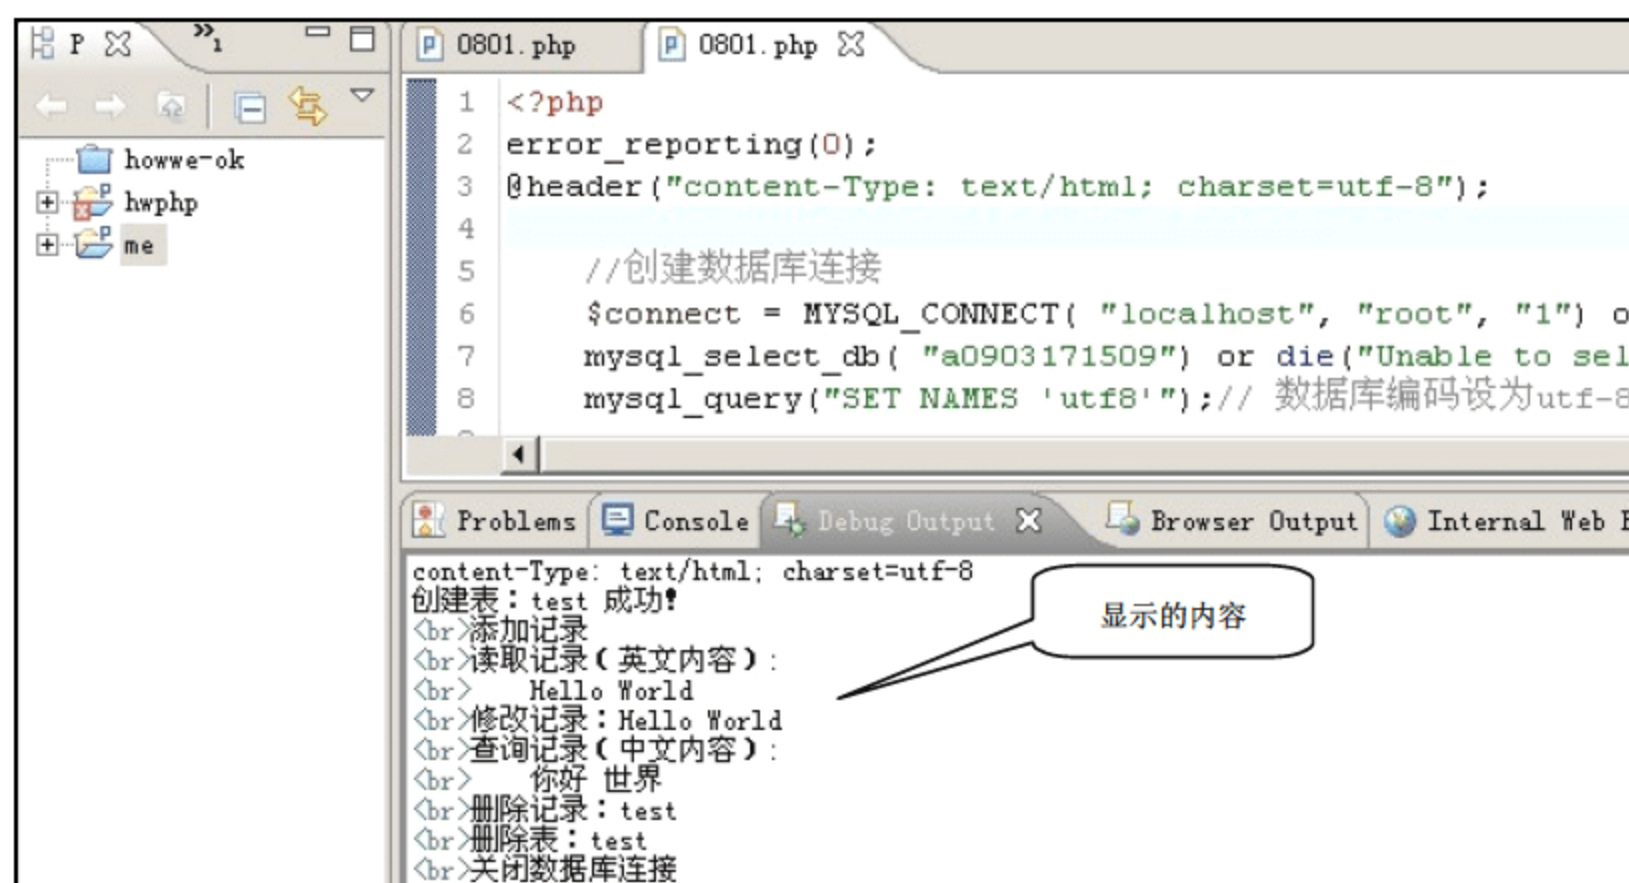 P
»1
howwe-ok
hwphp
me
0801.php
0801.php
1 <?php
2 error_reporting(0);
3 @header("content-Type: text/html; charset=utf-8");
4
5 //创建数据库连接
6 $connect = MYSQL_CONNECT( "localhost", "root", "1") o
7 mysql_select_db( "a0903171509") or die("Unable to sel
8 mysql_query("SET NAMES 'utf8'");// 数据库编码设为utf-8
Problems
Console
Debug Output
Browser Output
Internal Web
content-Type: text/html; charset=utf-8
创建表：test 成功!
<br>添加记录
<br>读取记录(英文内容):
<br> Hello World
<br>修改记录：Hello World
<br>查询记录(中文内容):
<br> 你好 世界
<br>删除记录：test
<br>删除表：test
<br>关闭数据库连接
显示的内容